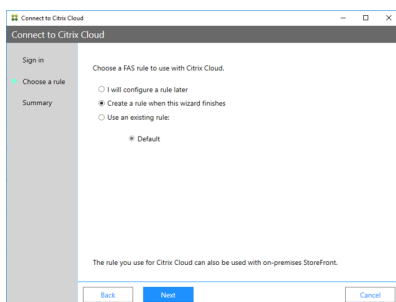 Connect to Citrix Cloud
Connect to Citrix Cloud
Sign in
Choose a rule
Summary
Choose a FAS rule to use with Citrix Cloud.
I will configure a rule later
Create a rule when this wizard finishes
Use an existing rule:
Default
The rule you use for Citrix Cloud can also be used with on-premises StoreFront.
Back
Next
Cancel